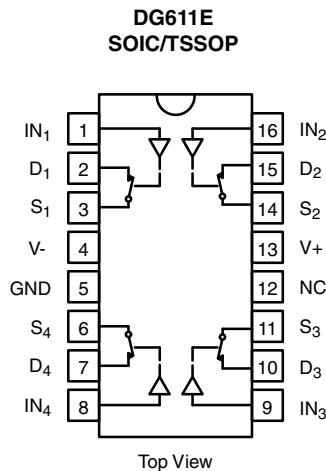 DG611E
SOIC/TSSOP
IN1 1 16 IN2
D1 2 15 D2
S1 3 14 S2
V- 4 13 V+
GND 5 12 NC
S4 6 11 S3
D4 7 10 D3
IN4 8 9 IN3
Top View